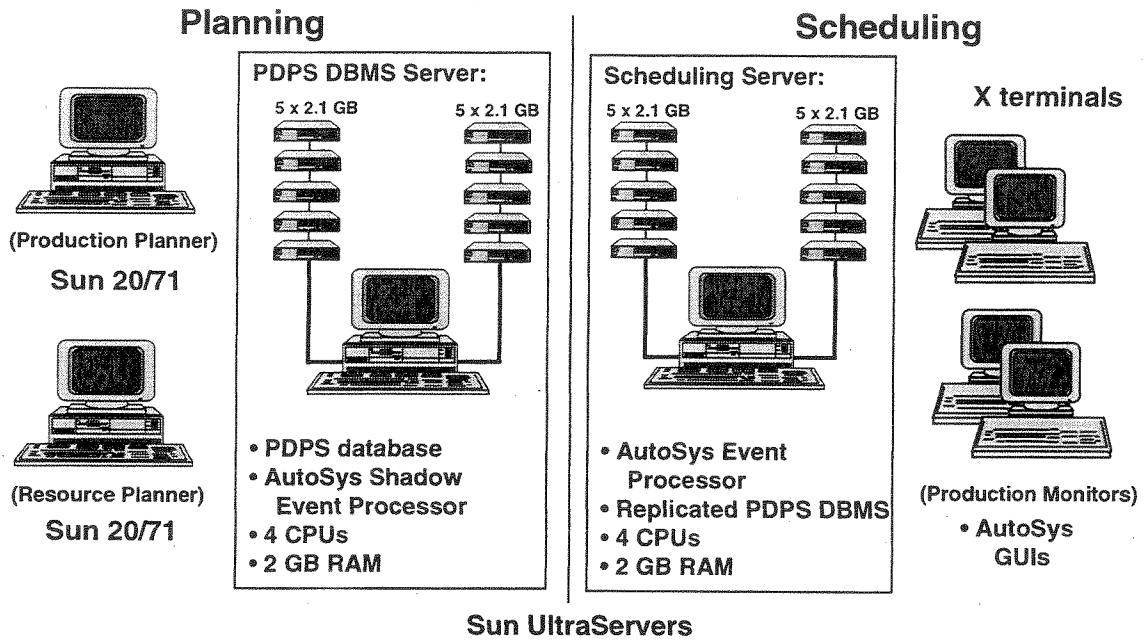 Planning
Scheduling
PDPS DBMS Server:
5 x 2.1 GB
5 x 2.1 GB
(Production Planner)
Sun 20/71
(Resource Planner)
Sun 20/71
• PDPS database
• AutoSys Shadow
Event Processor
• 4 CPUs
• 2 GB RAM
Scheduling Server:
5 x 2.1 GB
5 x 2.1 GB
• AutoSys Event
Processor
• Replicated PDPS DBMS
• 4 CPUs
• 2 GB RAM
X terminals
(Production Monitors)
• AutoSys
GUIs
Sun UltraServers